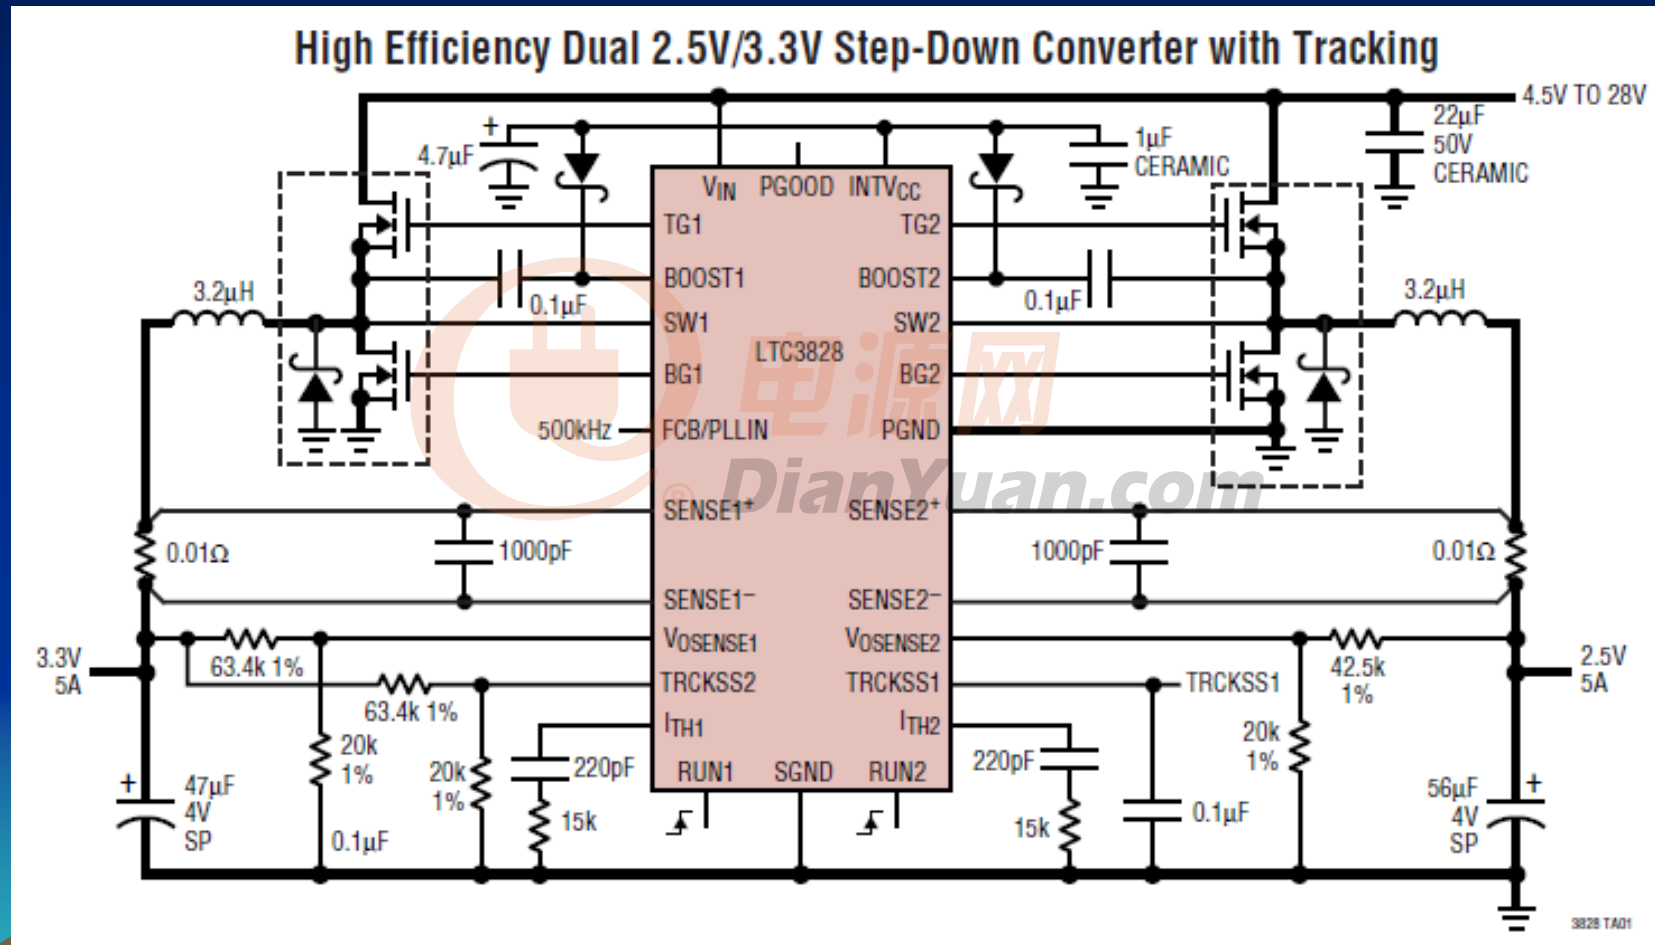 High Efficiency Dual 2.5V/3.3V Step-Down Converter with Tracking
4.5V TO 28V
22µF
50V
CERAMIC
+
4.7µF
1µF
CERAMIC
VIN PGOOD INTVCC
TG1 TG2
BOOST1 BOOST2
3.2µH
0.1µF
0.1µF
3.2µH
SW1 SW2
LTC3828
BG1 BG2
500kHz
FCB/PLLIN PGND
电源网
DianYuan.com
®
SENSE1+ SENSE2+
0.01Ω
1000pF
1000pF
0.01Ω
SENSE1– SENSE2–
VOSENSE1 VOSENSE2
3.3V
5A
63.4k 1%
42.5k
1%
2.5V
5A
TRCKSS2 TRCKSS1
TRCKSS1
63.4k 1%
ITH1 ITH2
20k
1%
20k
1%
220pF
220pF
20k
1%
RUN1 SGND RUN2
+
47µF
4V
SP
0.1µF
15k
15k
0.1µF
56µF
4V
SP
+
3828 TA01